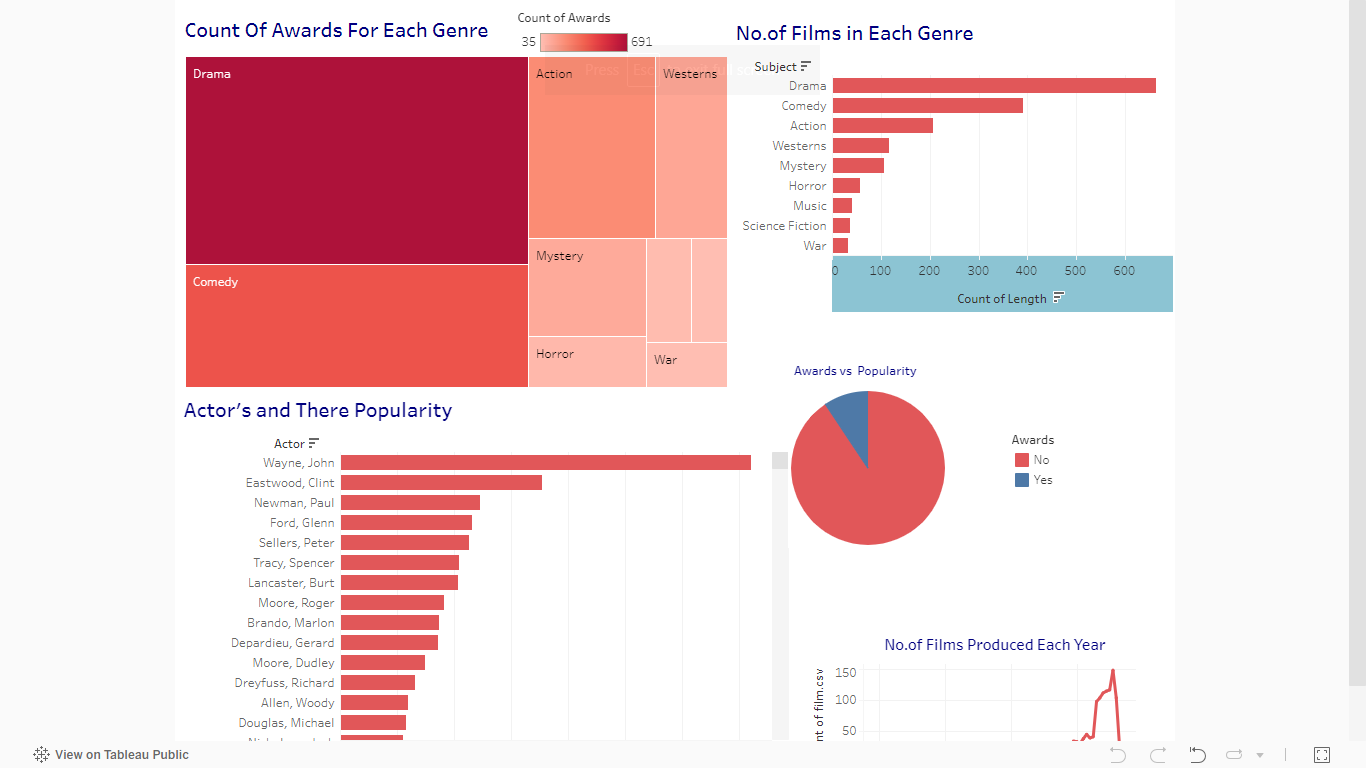 Count Of Awards For Each Genre
Count of Awards
35 691
Drama
Comedy
Action
Westerns
Mystery
Horror
War
No.of Films in Each Genre
Subject
Drama
Comedy
Action
Westerns
Mystery
Horror
Music
Science Fiction
War
0 100 200 300 400 500 600
Count of Length
Actor's and There Popularity
Actor
Wayne, John
Eastwood, Clint
Newman, Paul
Ford, Glenn
Sellers, Peter
Tracy, Spencer
Lancaster, Burt
Moore, Roger
Brando, Marlon
Depardieu, Gerard
Moore, Dudley
Dreyfuss, Richard
Allen, Woody
Douglas, Michael
Awards vs Popularity
Awards
No
Yes
No.of Films Produced Each Year
nt of film.csv
150
100
50
View on Tableau Public